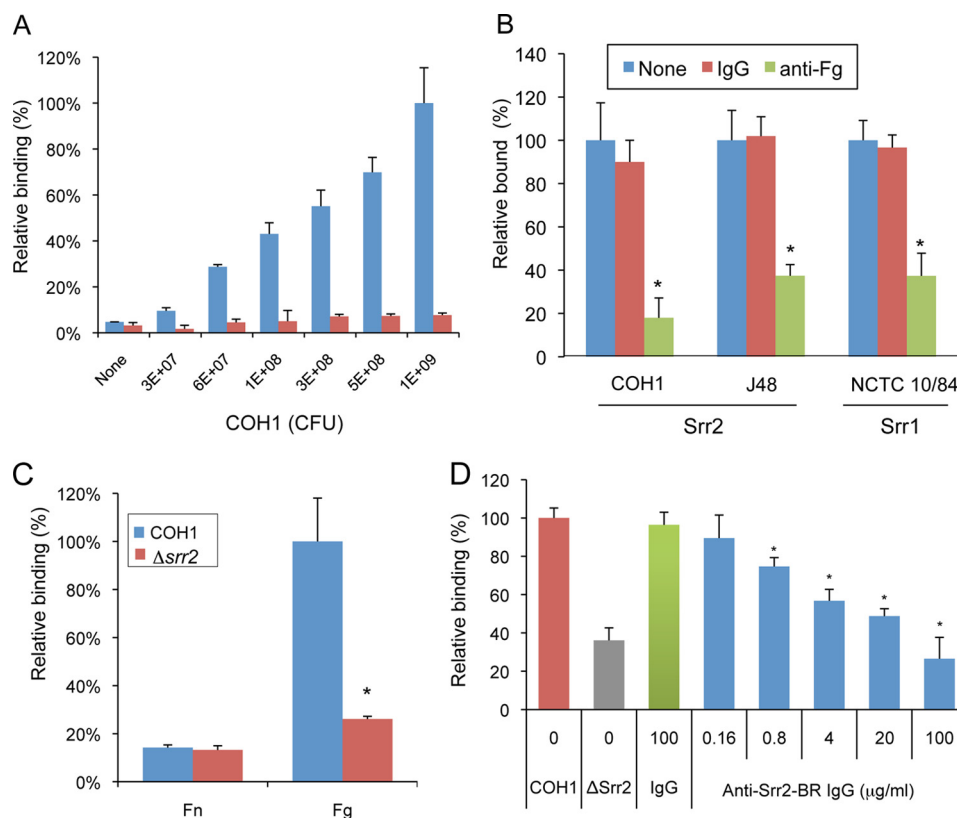 A
Relative binding (%)
120%
100%
80%
60%
40%
20%
0%
None
3E+07
6E+07
1E+08
3E+08
5E+08
1E+09
COH1 (CFU)
B
Relative bound (%)
140
120
100
80
60
40
20
0
None IgG anti-Fg
*
*
*
COH1 J48 NCTC 10/84
Srr2 Srr1
C
Relative binding (%)
120%
100%
80%
60%
40%
20%
0%
COH1
Δsrr2
*
Fn Fg
D
Relative binding (%)
120
100
80
60
40
20
0
*
*
*
*
0 0 100 0.16 0.8 4 20 100
COH1 ΔSrr2 IgG Anti-Srr2-BR IgG (μg/ml)